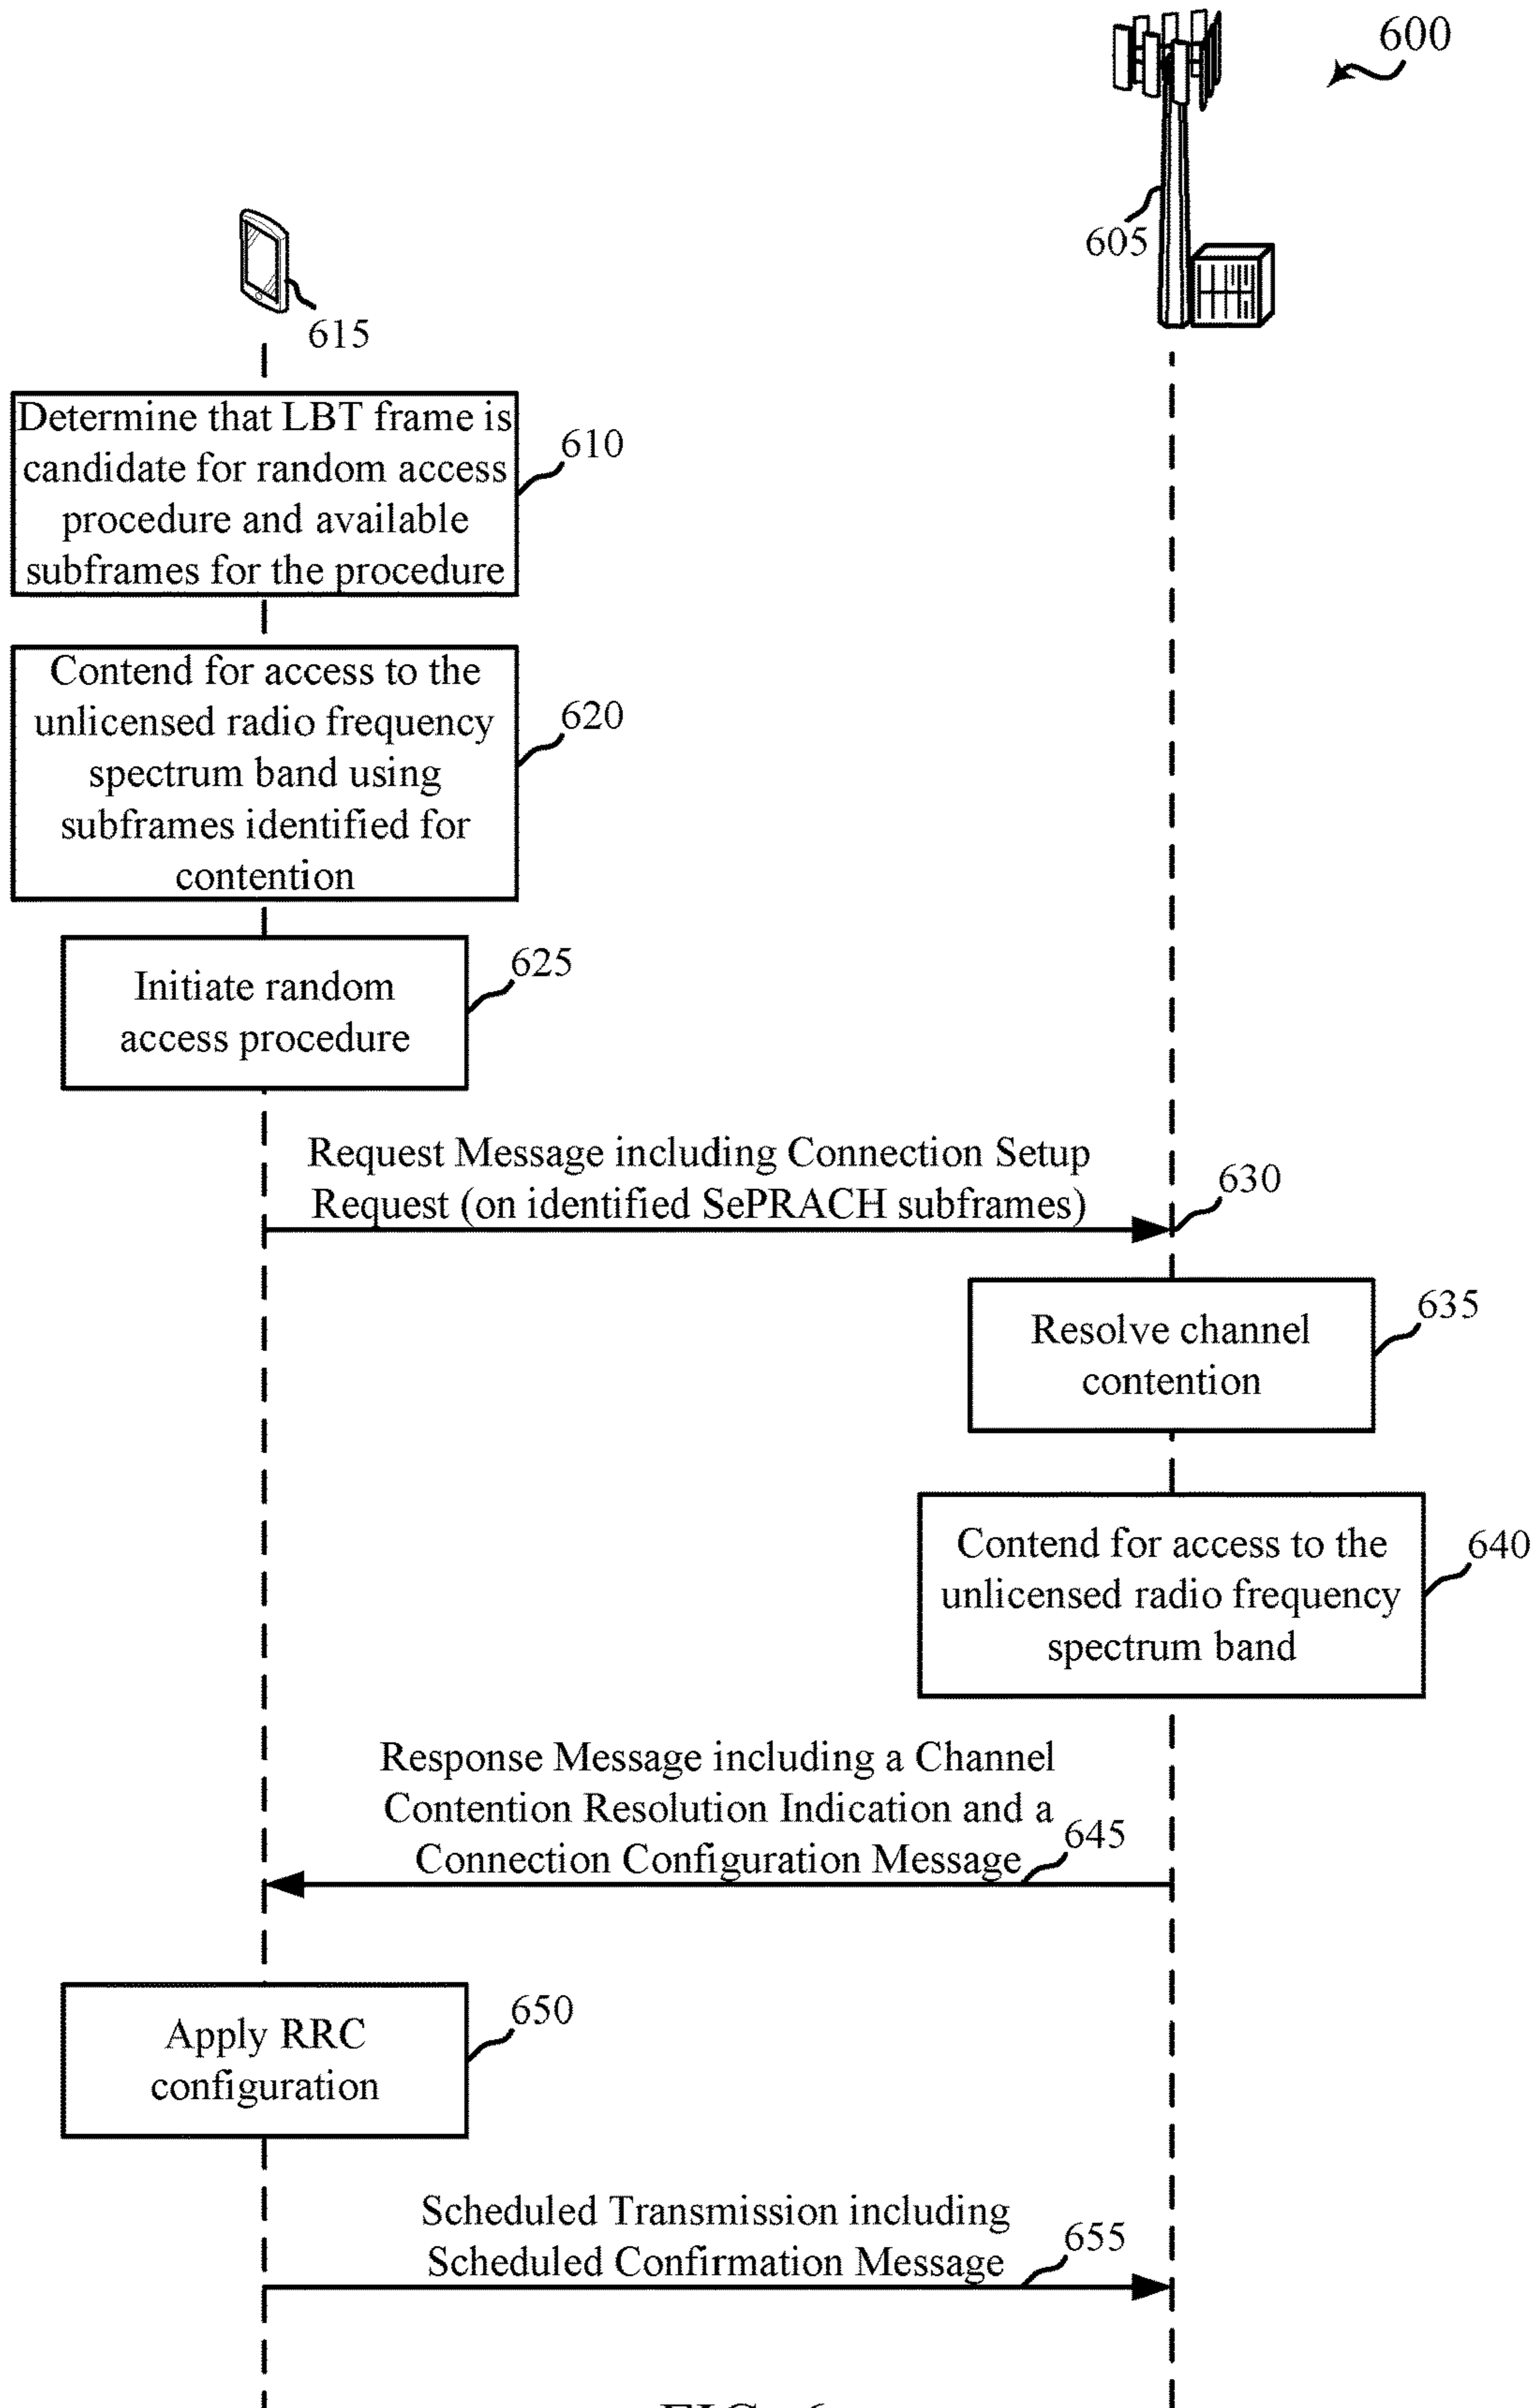 600
605
615
Determine that LBT frame is
candidate for random access
procedure and available
subframes for the procedure
610
Contend for access to the
unlicensed radio frequency
spectrum band using
subframes identified for
contention
620
Initiate random
access procedure
625
Request Message including Connection Setup
Request (on identified SePRACH subframes)
630
Resolve channel
contention
635
Contend for access to the
unlicensed radio frequency
spectrum band
640
Response Message including a Channel
Contention Resolution Indication and a
Connection Configuration Message
645
Apply RRC
configuration
650
Scheduled Transmission including
Scheduled Confirmation Message
655